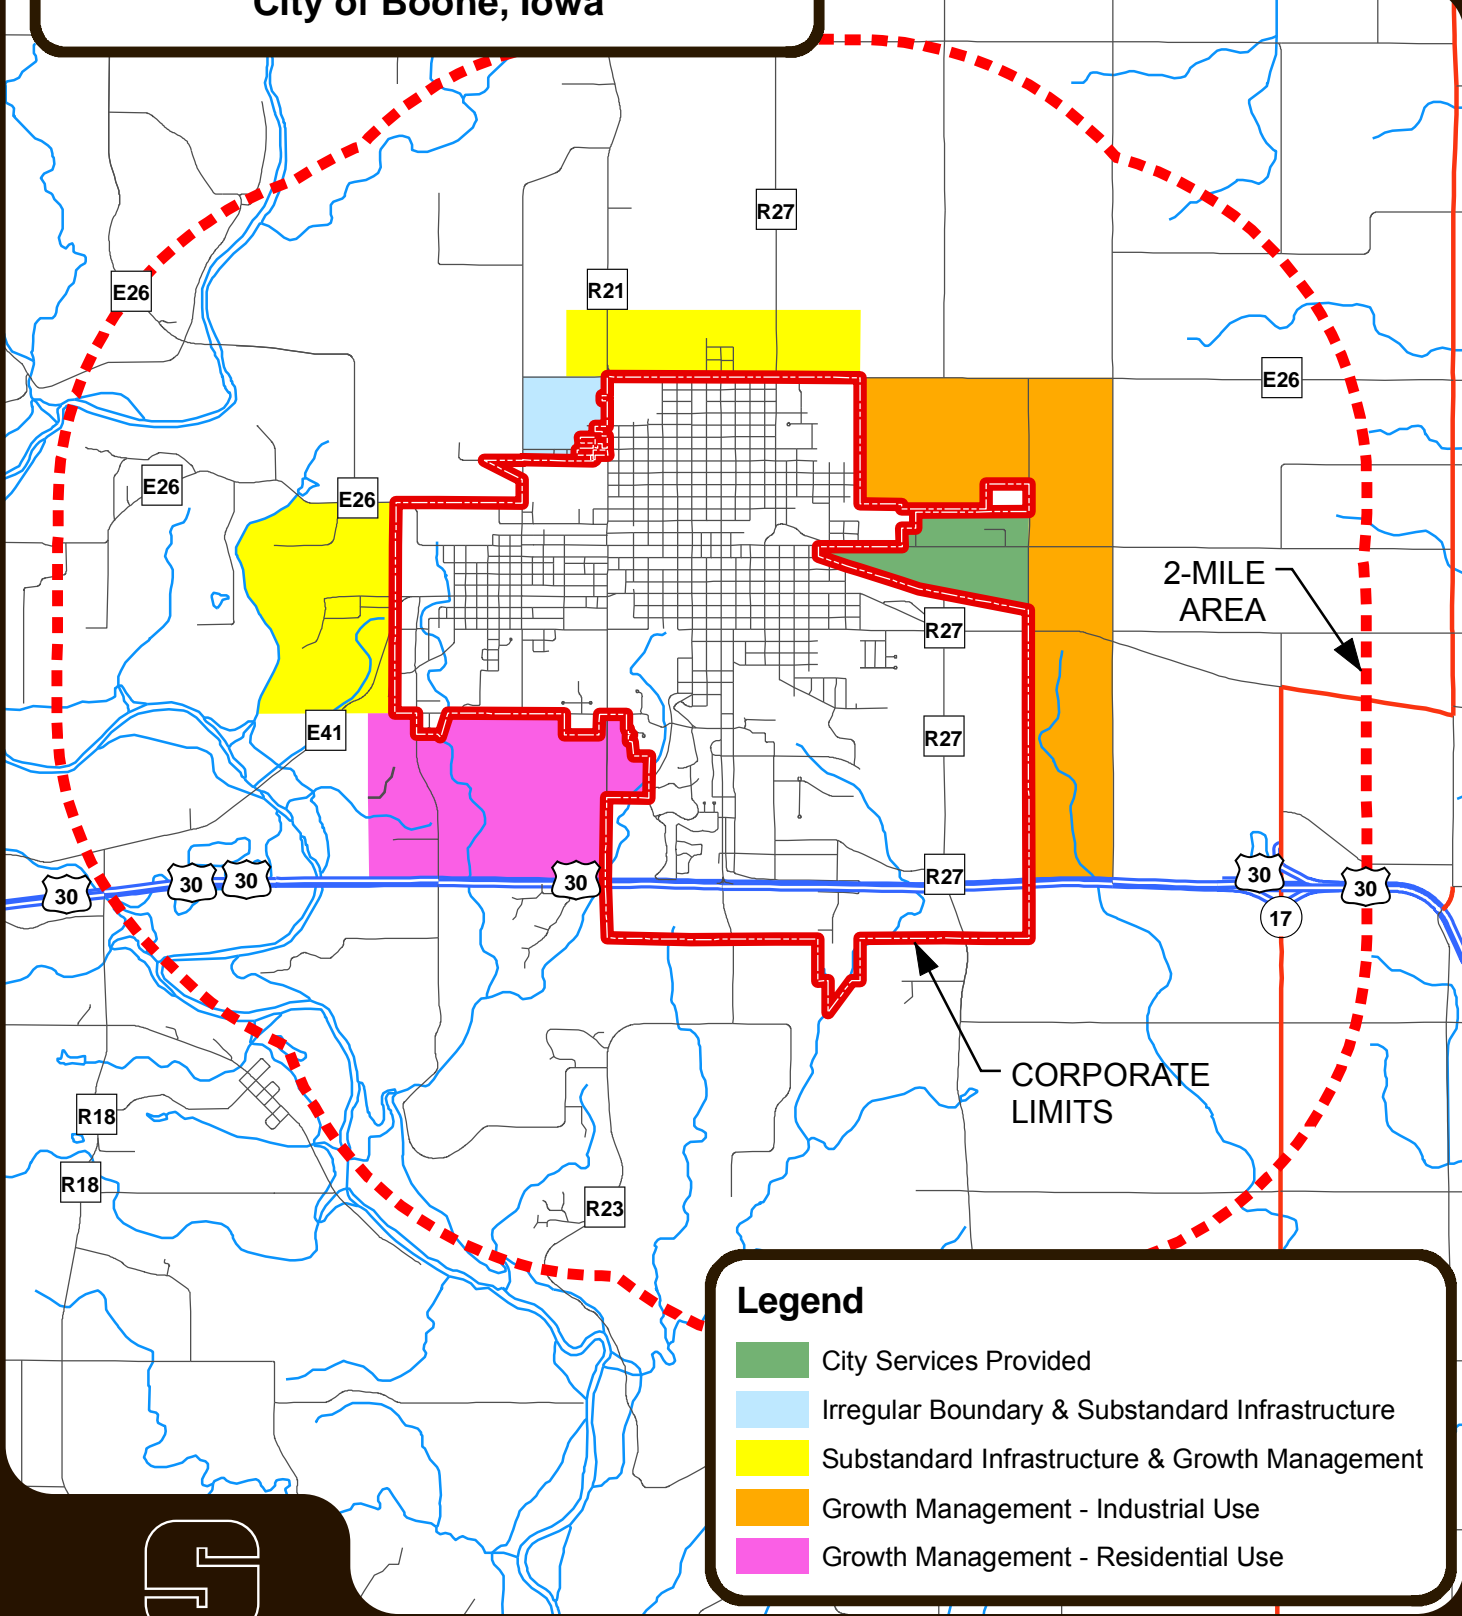 City of Boone, Iowa
R27
E26
R21
E26
E26
E26
2-MILE
AREA
R27
E41
R27
30
30
30
30
R27
30
30
17
CORPORATE
LIMITS
R18
R18
R23
Legend
City Services Provided
Irregular Boundary & Substandard Infrastructure
Substandard Infrastructure & Growth Management
Growth Management - Industrial Use
Growth Management - Residential Use
S